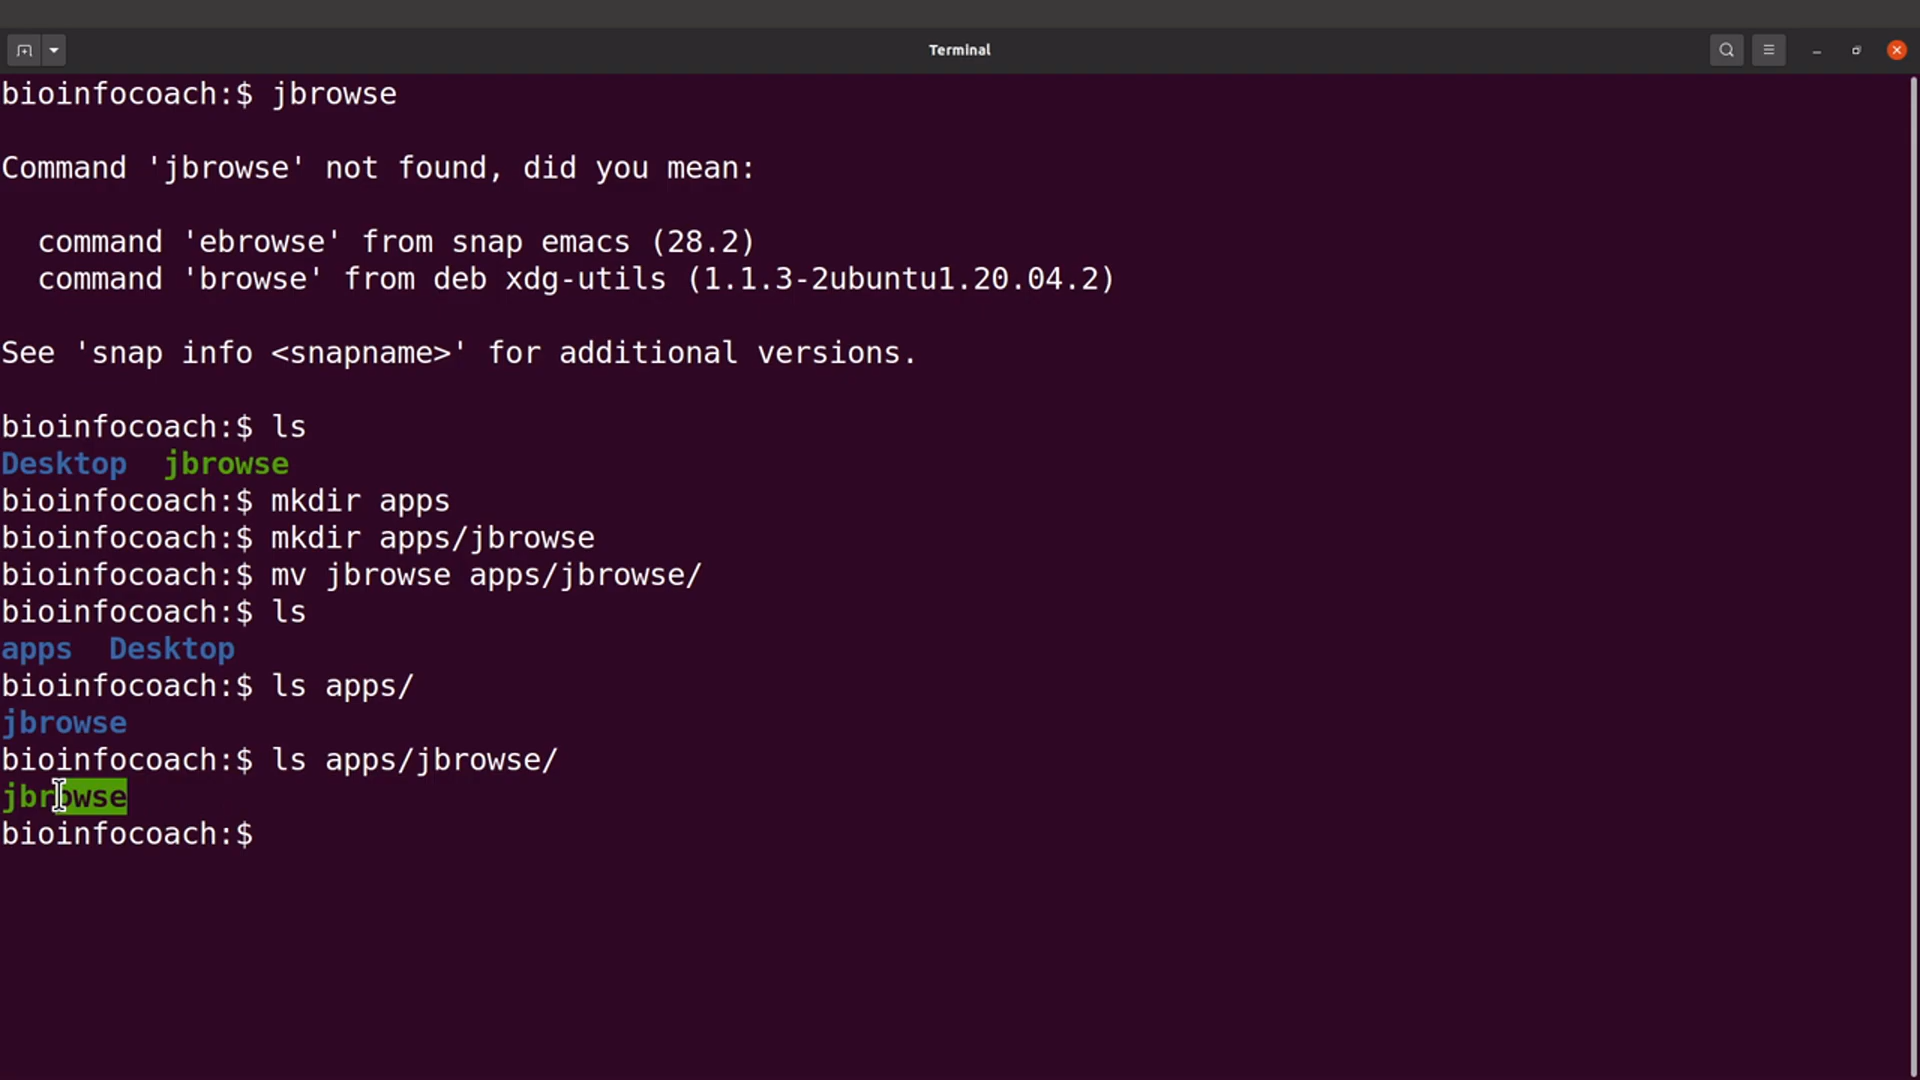 Terminal
bioinfocoach:$ jbrowse
Command 'jbrowse' not found, did you mean:
command 'ebrowse' from snap emacs (28.2)
command 'browse' from deb xdg-utils (1.1.3-2ubuntu1.20.04.2)
See 'snap info <snapname>' for additional versions.
bioinfocoach:$ ls
Desktop  jbrowse
bioinfocoach:$ mkdir apps
bioinfocoach:$ mkdir apps/jbrowse
bioinfocoach:$ mv jbrowse apps/jbrowse/
bioinfocoach:$ ls
apps  Desktop
bioinfocoach:$ ls apps/
jbrowse
bioinfocoach:$ ls apps/jbrowse/
jbrowse
bioinfocoach:$